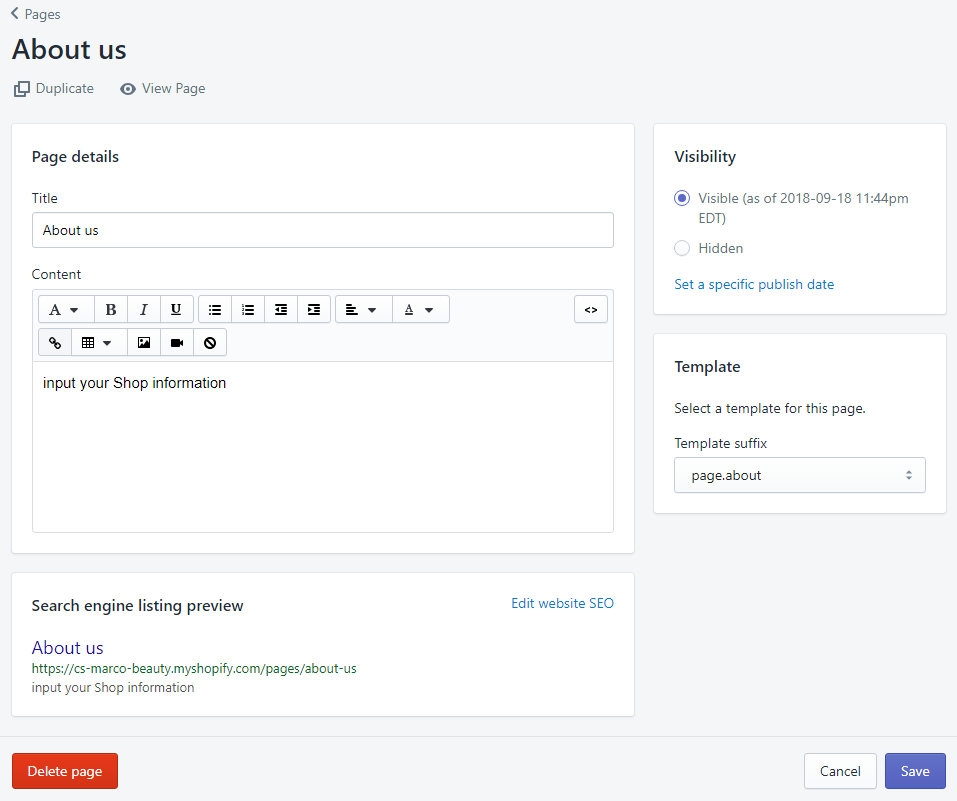 Pages
About us
Duplicate View Page
Page details
Title
About us
Content
A B I U A <>
input your Shop information
Search engine listing preview Edit website SEO
About us
https://cs-marco-beauty.myshopify.com/pages/about-us
input your Shop information
Visibility
Visible (as of 2018-09-18 11:44pm
EDT)
Hidden
Set a specific publish date
Template
Select a template for this page.
Template suffix
page.about
Delete page Cancel Save